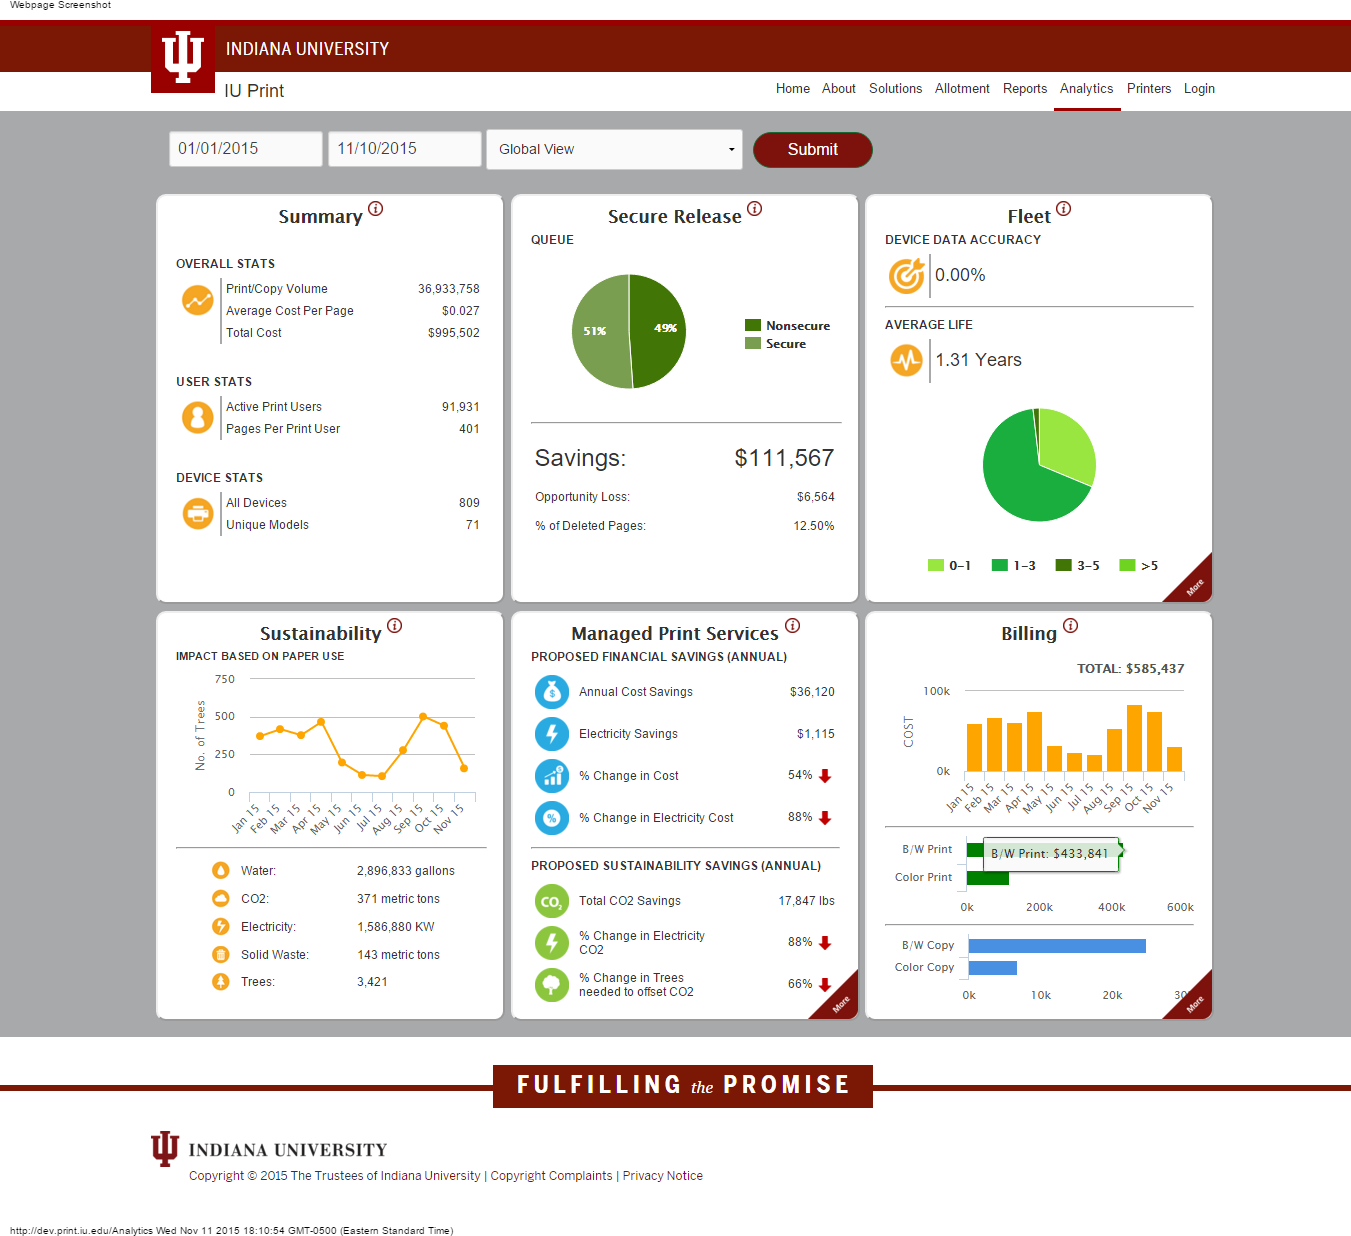 Webpage Screenshot
INDIANA UNIVERSITY
IU Print
Home About Solutions Allotment Reports Analytics Printers Login
01/01/2015 11/10/2015 Global View Submit
Summary
OVERALL STATS
Print/Copy Volume 36,933,758
Average Cost Per Page $0.027
Total Cost $995,502
USER STATS
Active Print Users 91,931
Pages Per Print User 401
DEVICE STATS
All Devices 809
Unique Models 71
Secure Release
QUEUE
51% 49%
Nonsecure
Secure
Savings: $111,567
Opportunity Loss: $6,564
% of Deleted Pages: 12.50%
Fleet
DEVICE DATA ACCURACY
0.00%
AVERAGE LIFE
1.31 Years
0-1 1-3 3-5 >5
More
Sustainability
IMPACT BASED ON PAPER USE
No. of Trees
750
500
250
0
Jan 15 Feb 15 Mar 15 Apr 15 May 15 Jun 15 Jul 15 Aug 15 Sep 15 Oct 15 Nov 15
Water: 2,896,833 gallons
CO2: 371 metric tons
Electricity: 1,586,880 KW
Solid Waste: 143 metric tons
Trees: 3,421
Managed Print Services
PROPOSED FINANCIAL SAVINGS (ANNUAL)
Annual Cost Savings $36,120
Electricity Savings $1,115
% Change in Cost 54%
% Change in Electricity Cost 88%
PROPOSED SUSTAINABILITY SAVINGS (ANNUAL)
CO2 Total CO2 Savings 17,847 lbs
% Change in Electricity
CO2 88%
% Change in Trees
needed to offset CO2 66%
More
Billing
TOTAL: $585,437
COST
100k
0k
Jan 15 Feb 15 Mar 15 Apr 15 May 15 Jun 15 Jul 15 Aug 15 Sep 15 Oct 15 Nov 15
B/W Print
B/W Print: $433,841
Color Print
0k 200k 400k 600k
B/W Copy
Color Copy
0k 10k 20k
More
FULFILLING the PROMISE
INDIANA UNIVERSITY
Copyright © 2015 The Trustees of Indiana University | Copyright Complaints | Privacy Notice
http://dev.print.iu.edu/Analytics Wed Nov 11 2015 18:10:54 GMT-0500 (Eastern Standard Time)